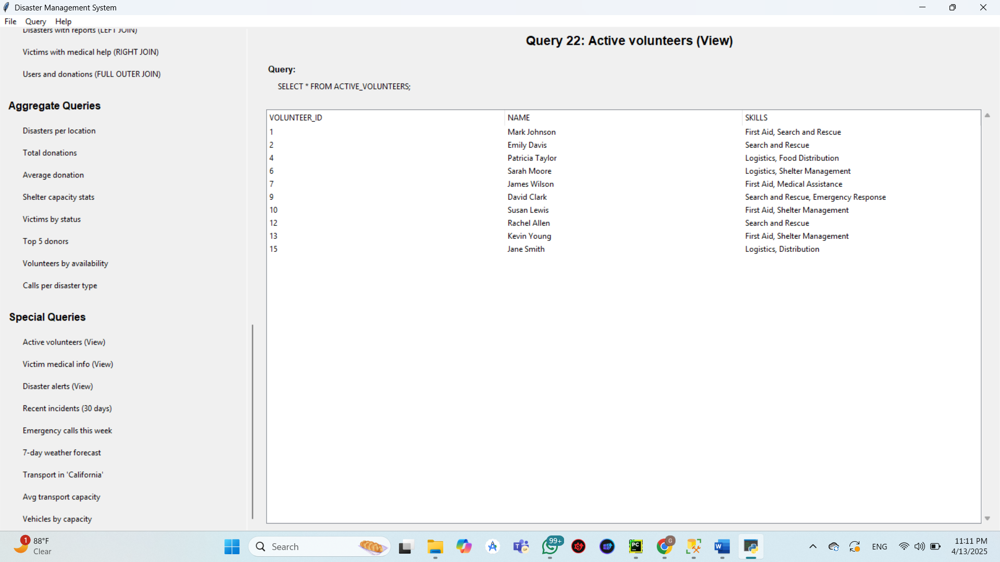 Disaster Management System
File Query Help
Disasters with reports (LEFT JOIN)
Victims with medical help (RIGHT JOIN)
Users and donations (FULL OUTER JOIN)
Aggregate Queries
Disasters per location
Total donations
Average donation
Shelter capacity stats
Victims by status
Top 5 donors
Volunteers by availability
Calls per disaster type
Special Queries
Active volunteers (View)
Victim medical info (View)
Disaster alerts (View)
Recent incidents (30 days)
Emergency calls this week
7-day weather forecast
Transport in 'California'
Avg transport capacity
Vehicles by capacity
Query 22: Active volunteers (View)
Query:
SELECT * FROM ACTIVE_VOLUNTEERS;
VOLUNTEER_ID NAME SKILLS
1 Mark Johnson First Aid, Search and Rescue
2 Emily Davis Search and Rescue
4 Patricia Taylor Logistics, Food Distribution
6 Sarah Moore Logistics, Shelter Management
7 James Wilson First Aid, Medical Assistance
9 David Clark Search and Rescue, Emergency Response
10 Susan Lewis First Aid, Shelter Management
12 Rachel Allen Search and Rescue
13 Kevin Young First Aid, Shelter Management
15 Jane Smith Logistics, Distribution
1 88°F
Clear
Search
T GP
99+
PC
G
W
ENG
11:11 PM
4/13/2025